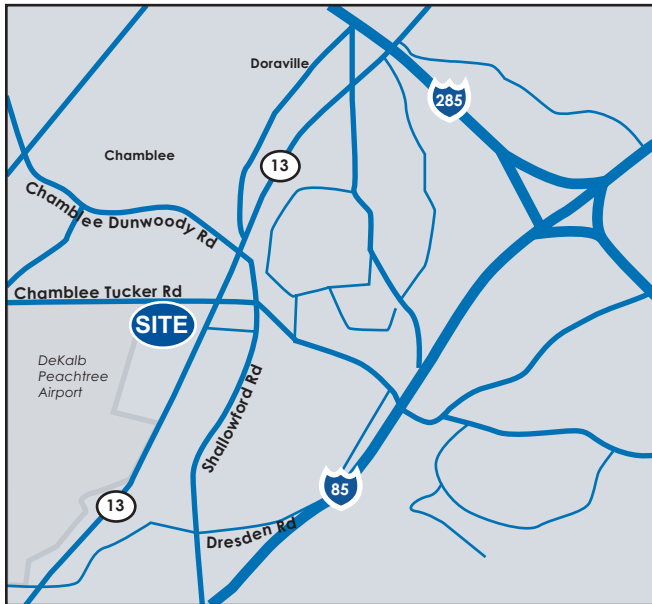 Doraville
285
Chamblee
13
Chamblee Dunwoody Rd
Chamblee Tucker Rd
SITE
DeKalb
Peachtree
Airport
Shallowford Rd
85
13
Dresden Rd